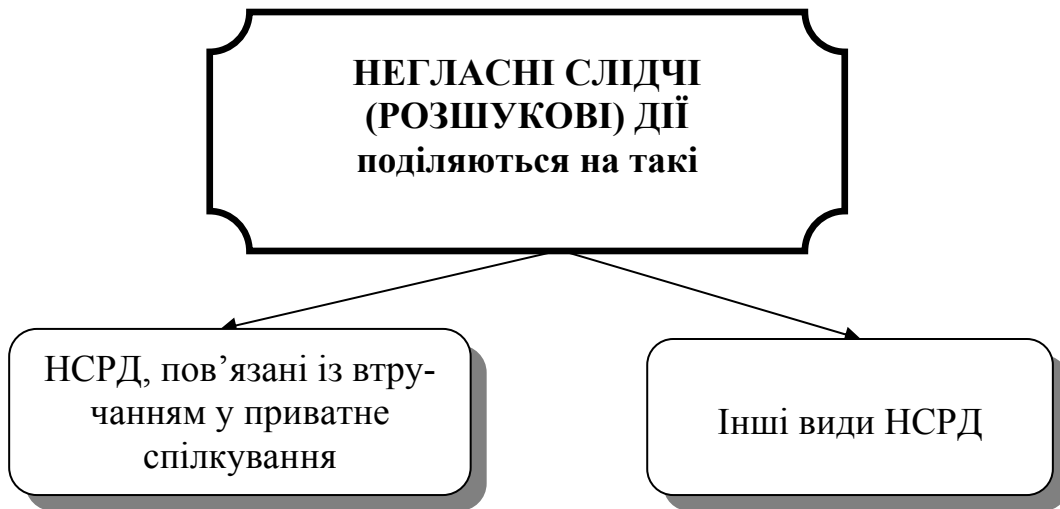 НЕГЛАСНІ СЛІДЧІ
(РОЗШУКОВІ) ДІЇ
поділяються на такі
НСРД, пов’язані із втру-
чанням у приватне
спілкування
Інші види НСРД